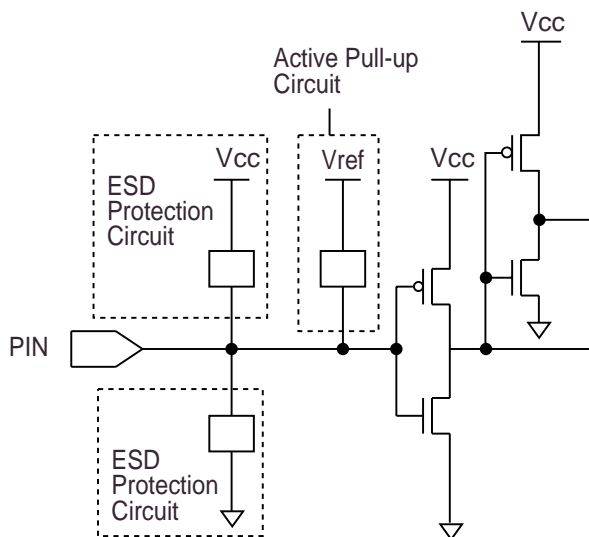 Vcc
Active Pull-up
Circuit
Vcc
Vref
Vcc
ESD
Protection
Circuit
PIN
ESD
Protection
Circuit